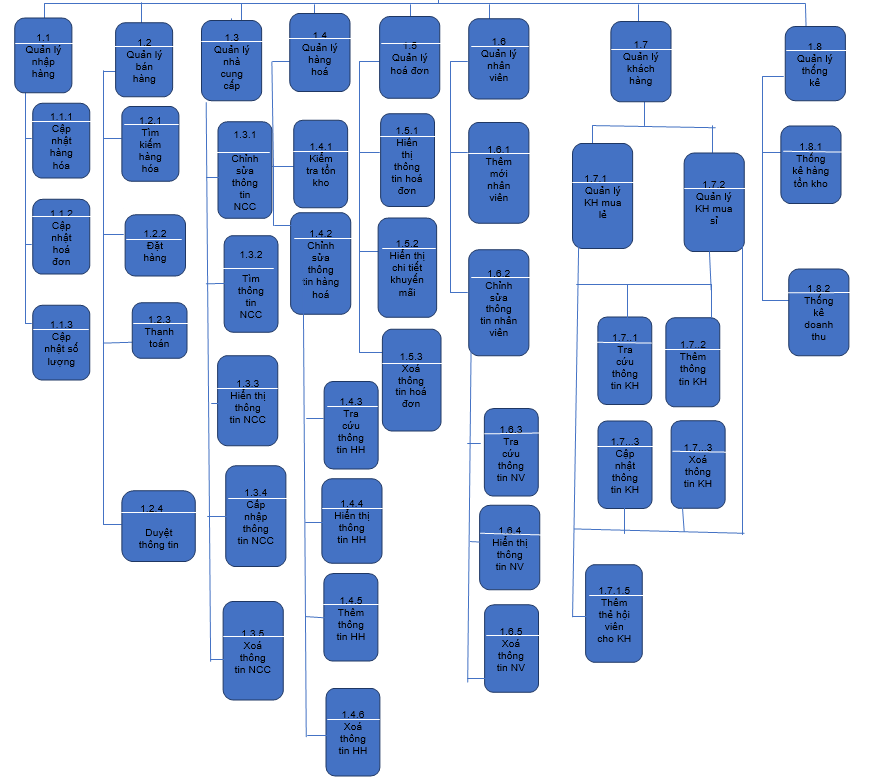 1.1
Quản lý
nhập
hàng
1.1.1
Cập
nhật
hàng
hóa
1.1.2
Cập
nhật
hoá
đơn
1.1.3
Cập
nhật số
lượng
1.2
Quản lý
bán
hàng
1.2.1
Tìm
kiếm
hàng
hóa
1.2.2
Đặt
hàng
1.2.3
Thanh
toán
1.2.4
Duyệt
thông tin
1.3
Quản lý
nhà
cung
cấp
1.3.1
Chỉnh
sửa
thông
tin
NCC
1.3.2
Tìm
thông
tin
NCC
1.3.3
Hiển thị
thông
tin NCC
1.3.4
Cấp
nhập
thông
tin NCC
1.3.5
Xoá
thông
tin NCC
1.4
Quản lý
hàng
hoá
1.4.1
Kiểm
tra tồn
kho
1.4.2
Chỉnh
sửa
thông
tin hàng
hoá
1.4.3
Tra
cứu
thông
tin HH
1.4.4
Hiển thị
thông
tin HH
1.4.5
Thêm
thông
tin HH
1.4.6
Xoá
thông
tin HH
1.5
Quản lý
hoá đơn
1.5.1
Hiển
thị
thông
tin hoá
đơn
1.5.2
Hiển thị
chi tiết
khuyến
mãi
1.5.3
Xoá
thông
tin hoá
đơn
1.6
Quản lý
nhân
viên
1.6.1
Thêm
mới
nhân
viên
1.6.2
Chỉnh
sửa
thông
tin nhân
viên
1.6.3
Tra
cứu
thông
tin NV
1.6.4
Hiển thị
thông
tin NV
1.6.5
Xoá
thông
tin NV
1.7
Quản lý
khách
hàng
1.7.1
Quản lý
KH mua
lẻ
1.7.2
Quản lý
KH mua
sỉ
1.7..1
Tra
cứu
thông
tin KH
1.7..2
Thêm
thông
tin KH
1.7...3
Cập
nhật
thông
tin KH
1.7...3
Xoá
thông
tin KH
1.7.1.5
Thêm
thẻ hội
viên
cho KH
1.8
Quản lý
thống
kê
1.8.1
Thống
kê hàng
tồn kho
1.8.2
Thống
kê
doanh
thu